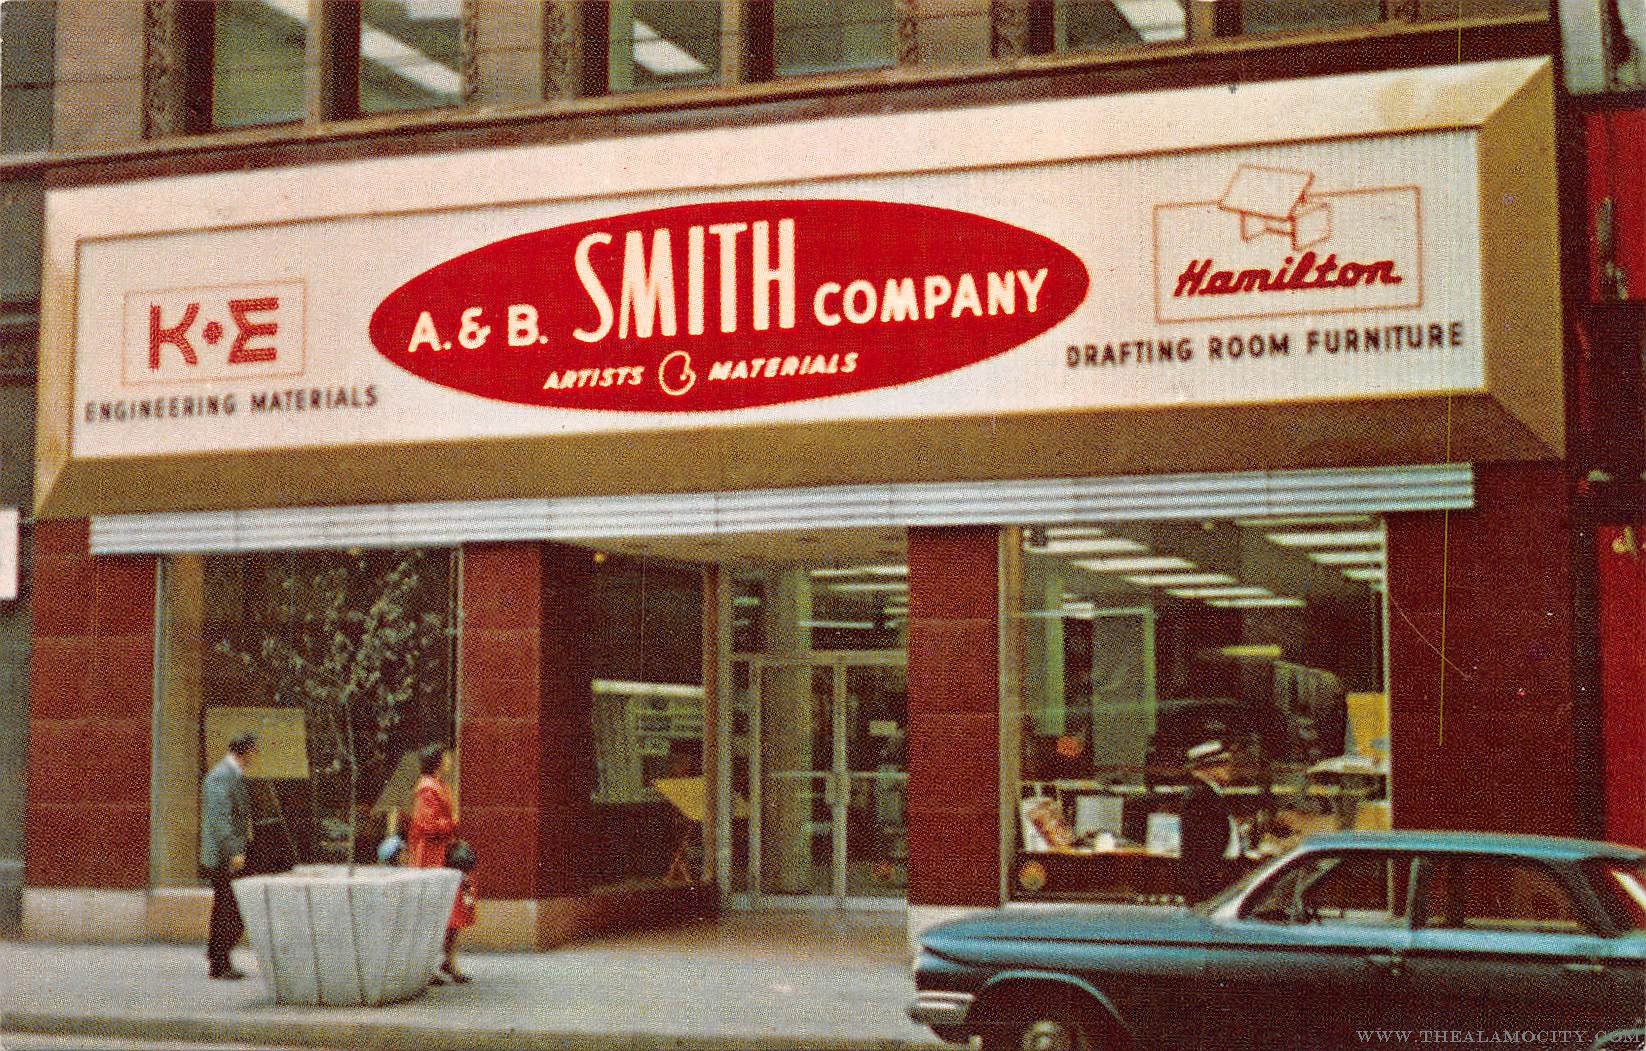 K+E
ENGINEERING MATERIALS
A. & B. SMITH COMPANY
ARTISTS MATERIALS
Hamilton
DRAFTING ROOM FURNITURE
WWW.THEALAMOCITY.COM